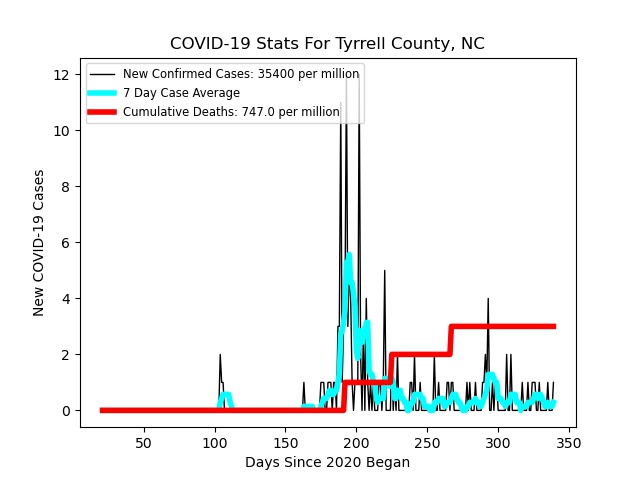 COVID-19 Stats For Tyrrell County, NC
New Confirmed Cases: 35400 per million
7 Day Case Average
Cumulative Deaths: 747.0 per million
12
10
8
6
4
2
0
New COVID-19 Cases
50 100 150 200 250 300 350
Days Since 2020 Began